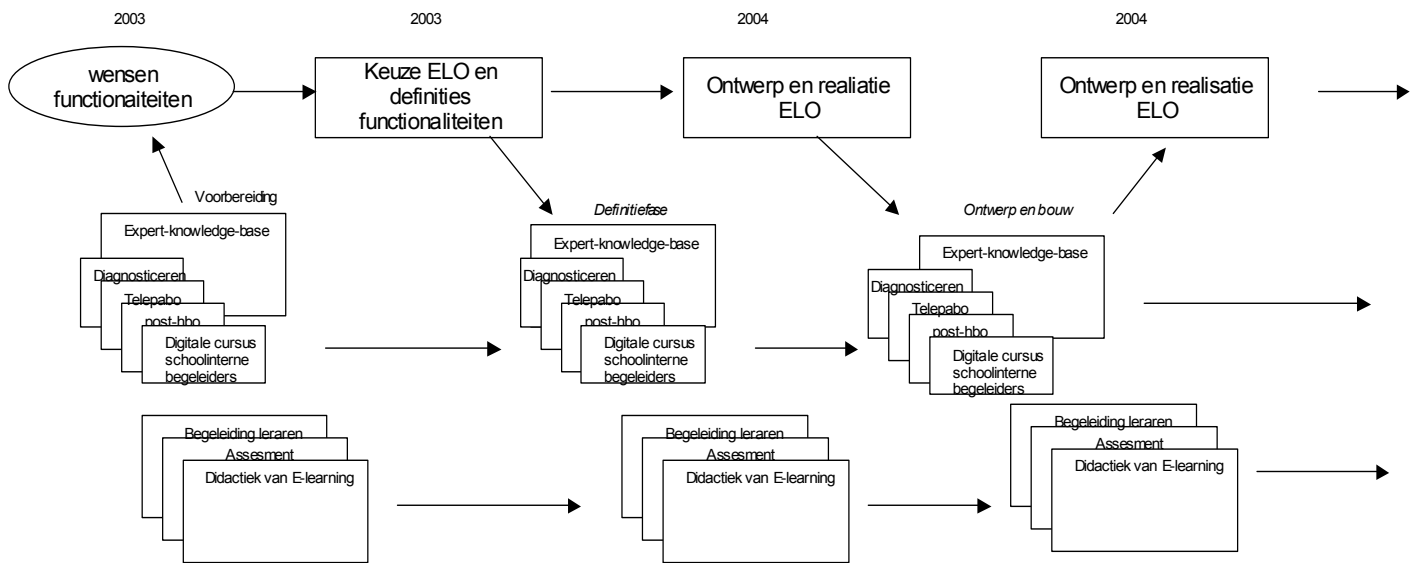 2003
2003
2004
2004
wensen
functionaiteiten
Keuze ELO en
definities
functionaliteiten
Ontwerp en realiatie
ELO
Ontwerp en realisatie
ELO
Voorbereiding
Expert-knowledge-base
Diagnosticeren
Telepabo
post-hbo
Digitale cursus
schoolinterne
begeleiders
Definitiefase
Expert-knowledge-base
Diagnosticeren
Telepabo
post-hbo
Digitale cursus
schoolinterne
begeleiders
Ontwerp en bouw
Expert-knowledge-base
Diagnosticeren
Telepabo
post-hbo
Digitale cursus
schoolinterne
begeleiders
Begeleiding leraren
Assesment
Didactiek van E-learning
Begeleiding leraren
Assesment
Didactiek van E-learning
Begeleiding leraren
Assesment
Didactiek van E-learning